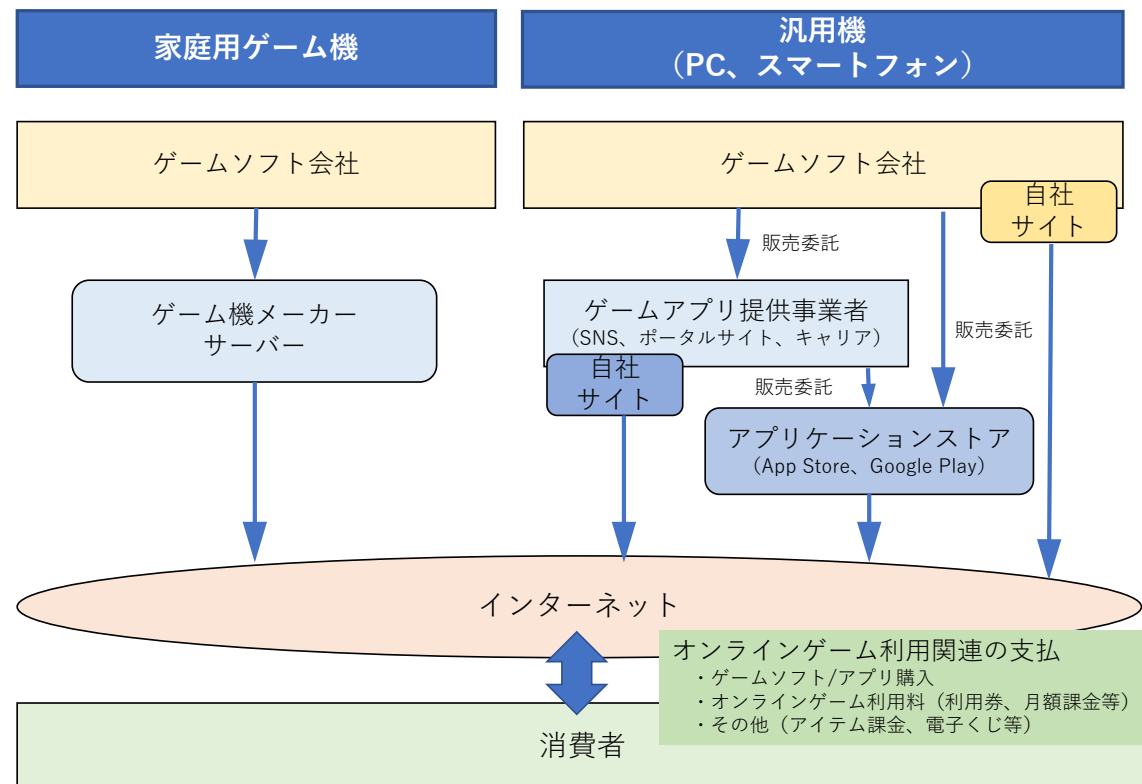 家庭用ゲーム機
汎用機
（PC、スマートフォン）
ゲームソフト会社
ゲームソフト会社
自社
サイト
販売委託
ゲーム機メーカー
サーバー
ゲームアプリ提供事業者
（SNS、ポータルサイト、キャリア）
販売委託
自社
サイト
販売委託
アプリケーションストア
（App Store、Google Play）
インターネット
オンラインゲーム利用関連の支払
・ゲームソフト/アプリ購入
・オンラインゲーム利用料（利用券、月額課金等）
・その他（アイテム課金、電子くじ等）
消費者